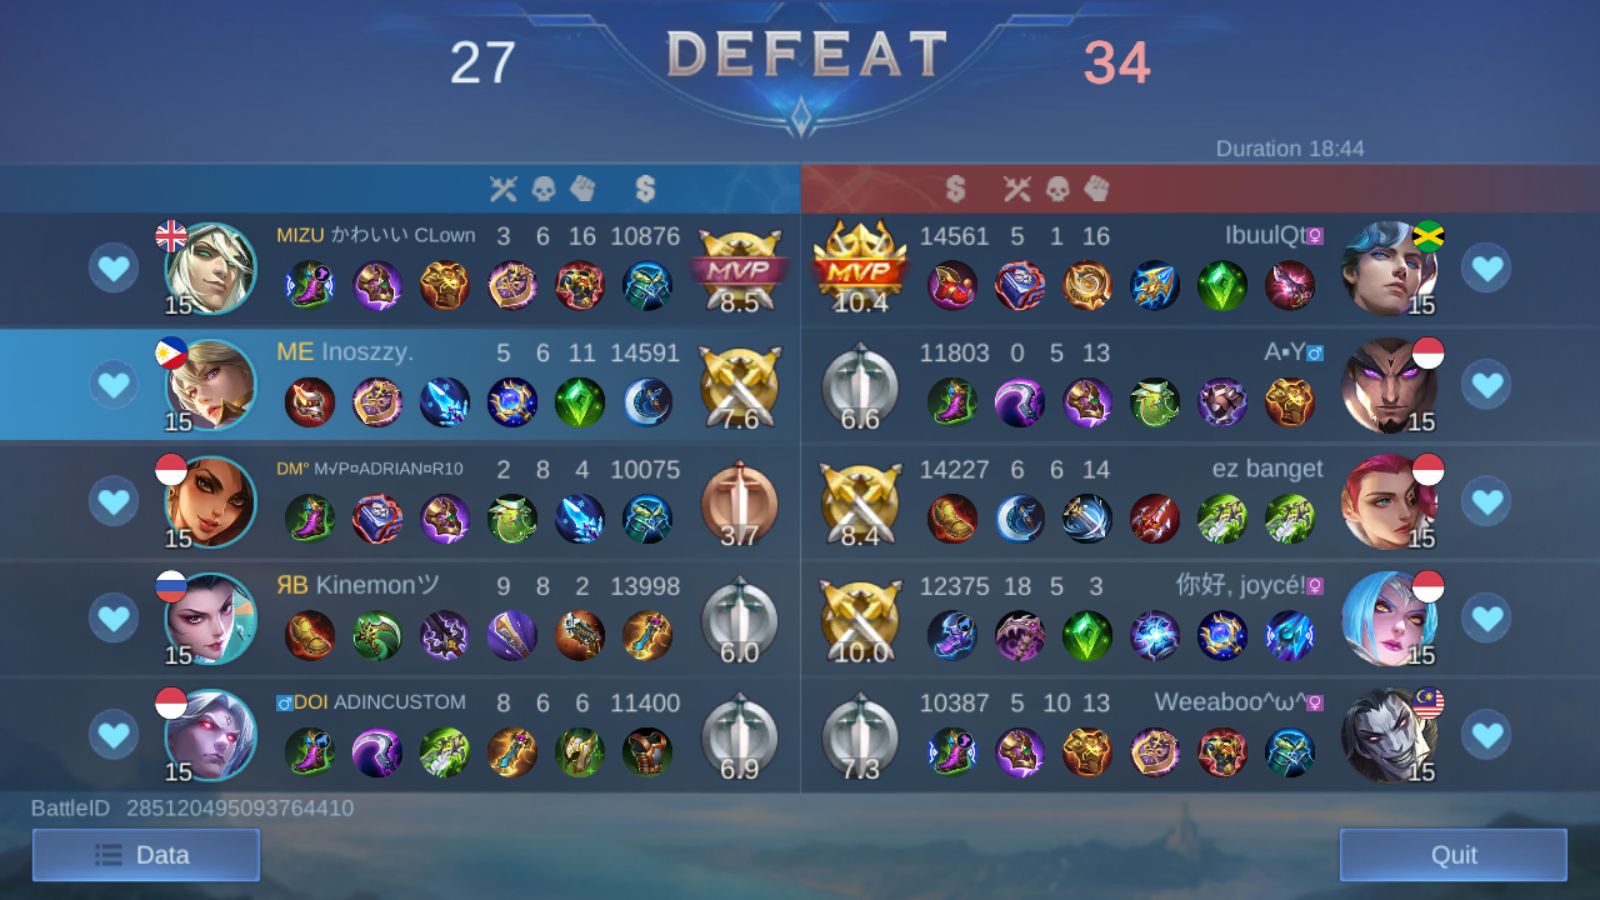 27 DEFEAT 34
Duration 18:44
MIZU かわいい CLown 3 6 16 10876
15 MVP 8.5
MVP 10.4 14561 5 1 16 IbuulQt♀
15
ME Inoszzy. 5 6 11 14591
15 7.6
6.6 11803 0 5 13 A▪Y♂
15
DM° M√P¤ADRIAN¤R10 2 8 4 10075
15 3.7
8.4 14227 6 6 14 ez banget
15
ЯB Kinemonツ 9 8 2 13998
15 6.0
10.0 12375 18 5 3 你好, joycé!♀
15
♂DOI ADINCUSTOM 8 6 6 11400
15 6.9
7.3 10387 5 10 13 Weeaboo^ω^♀
15
BattleID 285120495093764410
Data
Quit